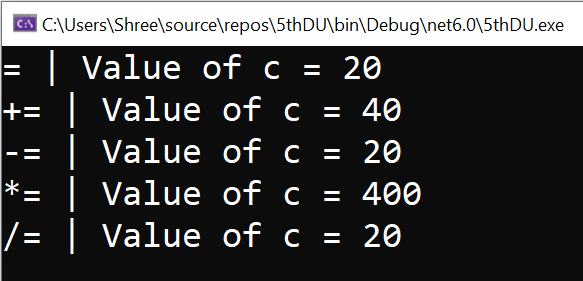 C:\Users\Shree\source\repos\5thDU\bin\Debug\net6.0\5thDU.exe
= | Value of c = 20
+= | Value of c = 40
-= | Value of c = 20
*= | Value of c = 400
/= | Value of c = 20